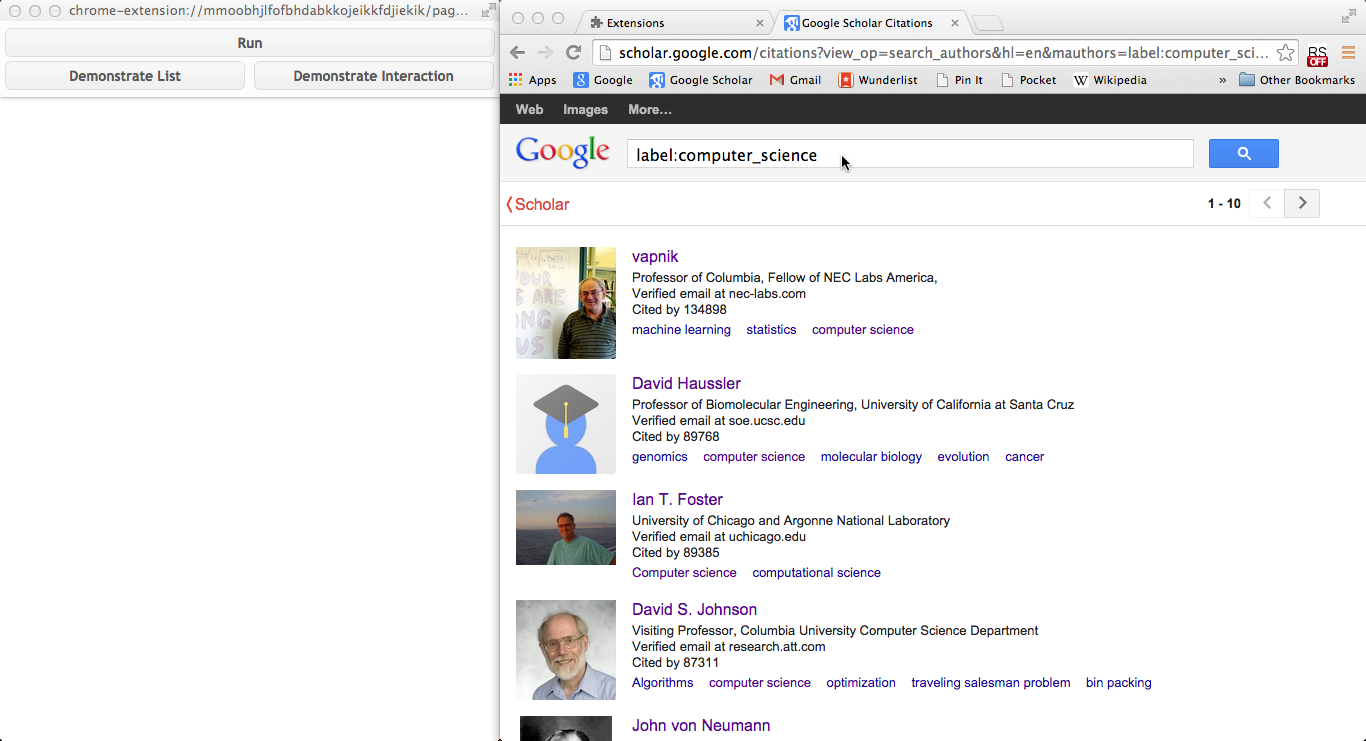 chrome-extension://mmoobhjlfofbhdabkkojeikkfdjiekik/pag...
Run
Demonstrate List Demonstrate Interaction
Extensions Google Scholar Citations
scholar.google.com/citations?view_op=search_authors&hl=en&mauthors=label:computer_sci...
RS
OFF
Apps Google Google Scholar Gmail Wunderlist Pin It Pocket Wikipedia » Other Bookmarks
Web Images More...
Google label:computer_science
Scholar 1 - 10
vapnik
Professor of Columbia, Fellow of NEC Labs America,
Verified email at nec-labs.com
Cited by 134898
machine learning statistics computer science
David Haussler
Professor of Biomolecular Engineering, University of California at Santa Cruz
Verified email at soe.ucsc.edu
Cited by 89768
genomics computer science molecular biology evolution cancer
Ian T. Foster
University of Chicago and Argonne National Laboratory
Verified email at uchicago.edu
Cited by 89385
Computer science computational science
David S. Johnson
Visiting Professor, Columbia University Computer Science Department
Verified email at research.att.com
Cited by 87311
Algorithms computer science optimization traveling salesman problem bin packing
John von Neumann